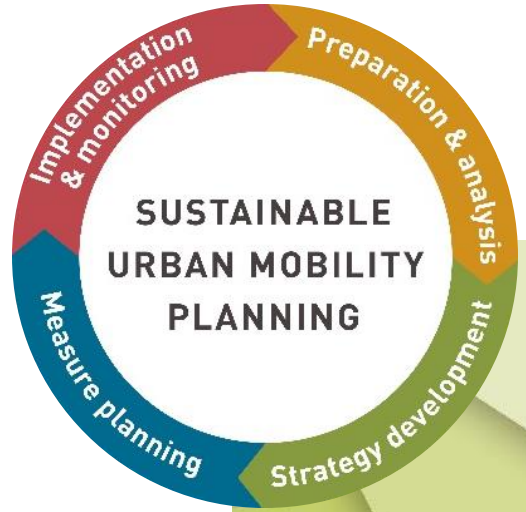 SUSTAINABLE
URBAN MOBILITY
PLANNING
Preparation & analysis
Strategy development
Measure planning
Implementation
& monitoring